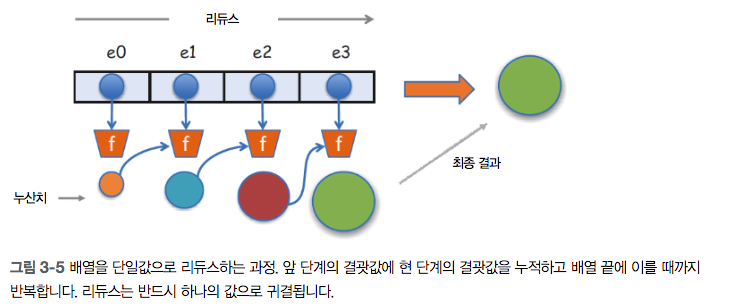 리듀스
e0 e1 e2 e3
f f f f
누산치
최종 결과
그림 3-5 배열을 단일값으로 리듀스하는 과정. 앞 단계의 결괏값에 현 단계의 결괏값을 누적하고 배열 끝에 이를 때까지
반복합니다. 리듀스는 반드시 하나의 값으로 귀결됩니다.